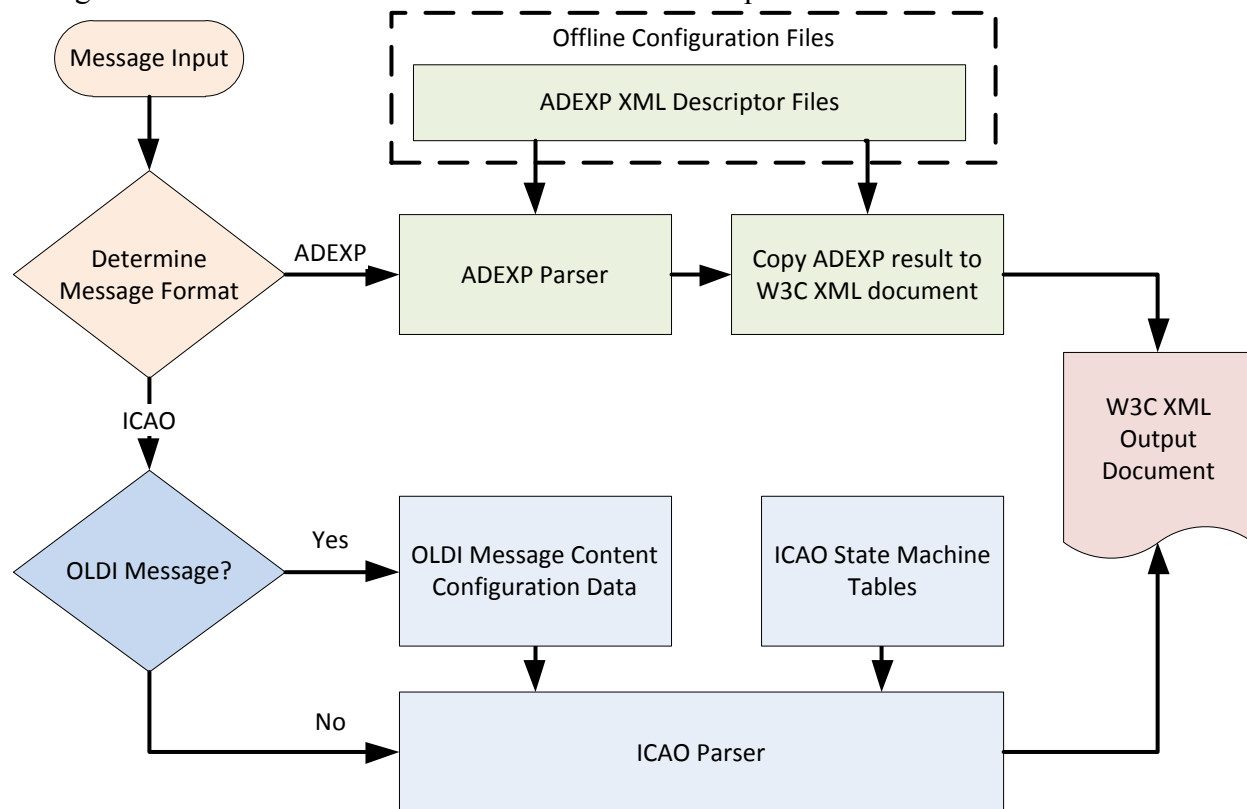 Message Input
Offline Configuration Files
ADEXP XML Descriptor Files
Determine
Message Format
ADEXP
ADEXP Parser
Copy ADEXP result to
W3C XML document
ICAO
W3C XML
Output
Document
OLDI Message?
Yes
OLDI Message Content
Configuration Data
ICAO State Machine
Tables
No
ICAO Parser